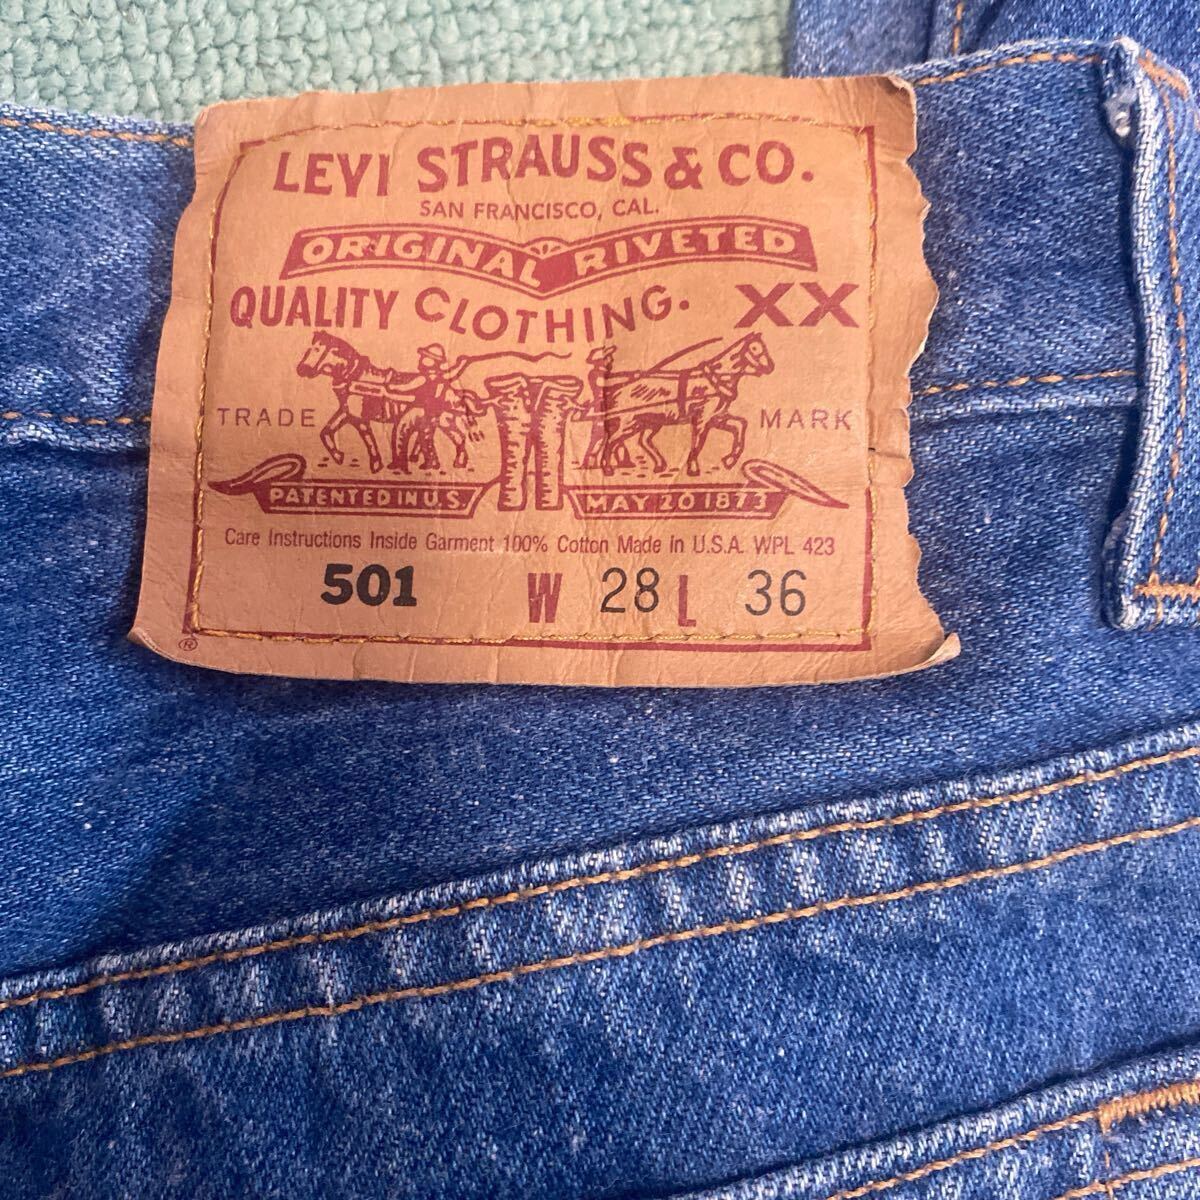 LEVI STRAUSS & CO.
SAN FRANCISCO, CAL.
ORIGINAL RIVETED
QUALITY CLOTHING. XX
TRADE MARK
PATENTED IN U.S. MAY 20 1873
Care Instructions Inside Garment 100% Cotton Made in U.S.A. WPL 423
501 W 28 L 36
®